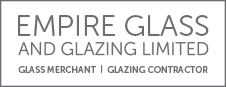 EMPIRE GLASS
AND GLAZING LIMITED
GLASS MERCHANT | GLAZING CONTRACTOR